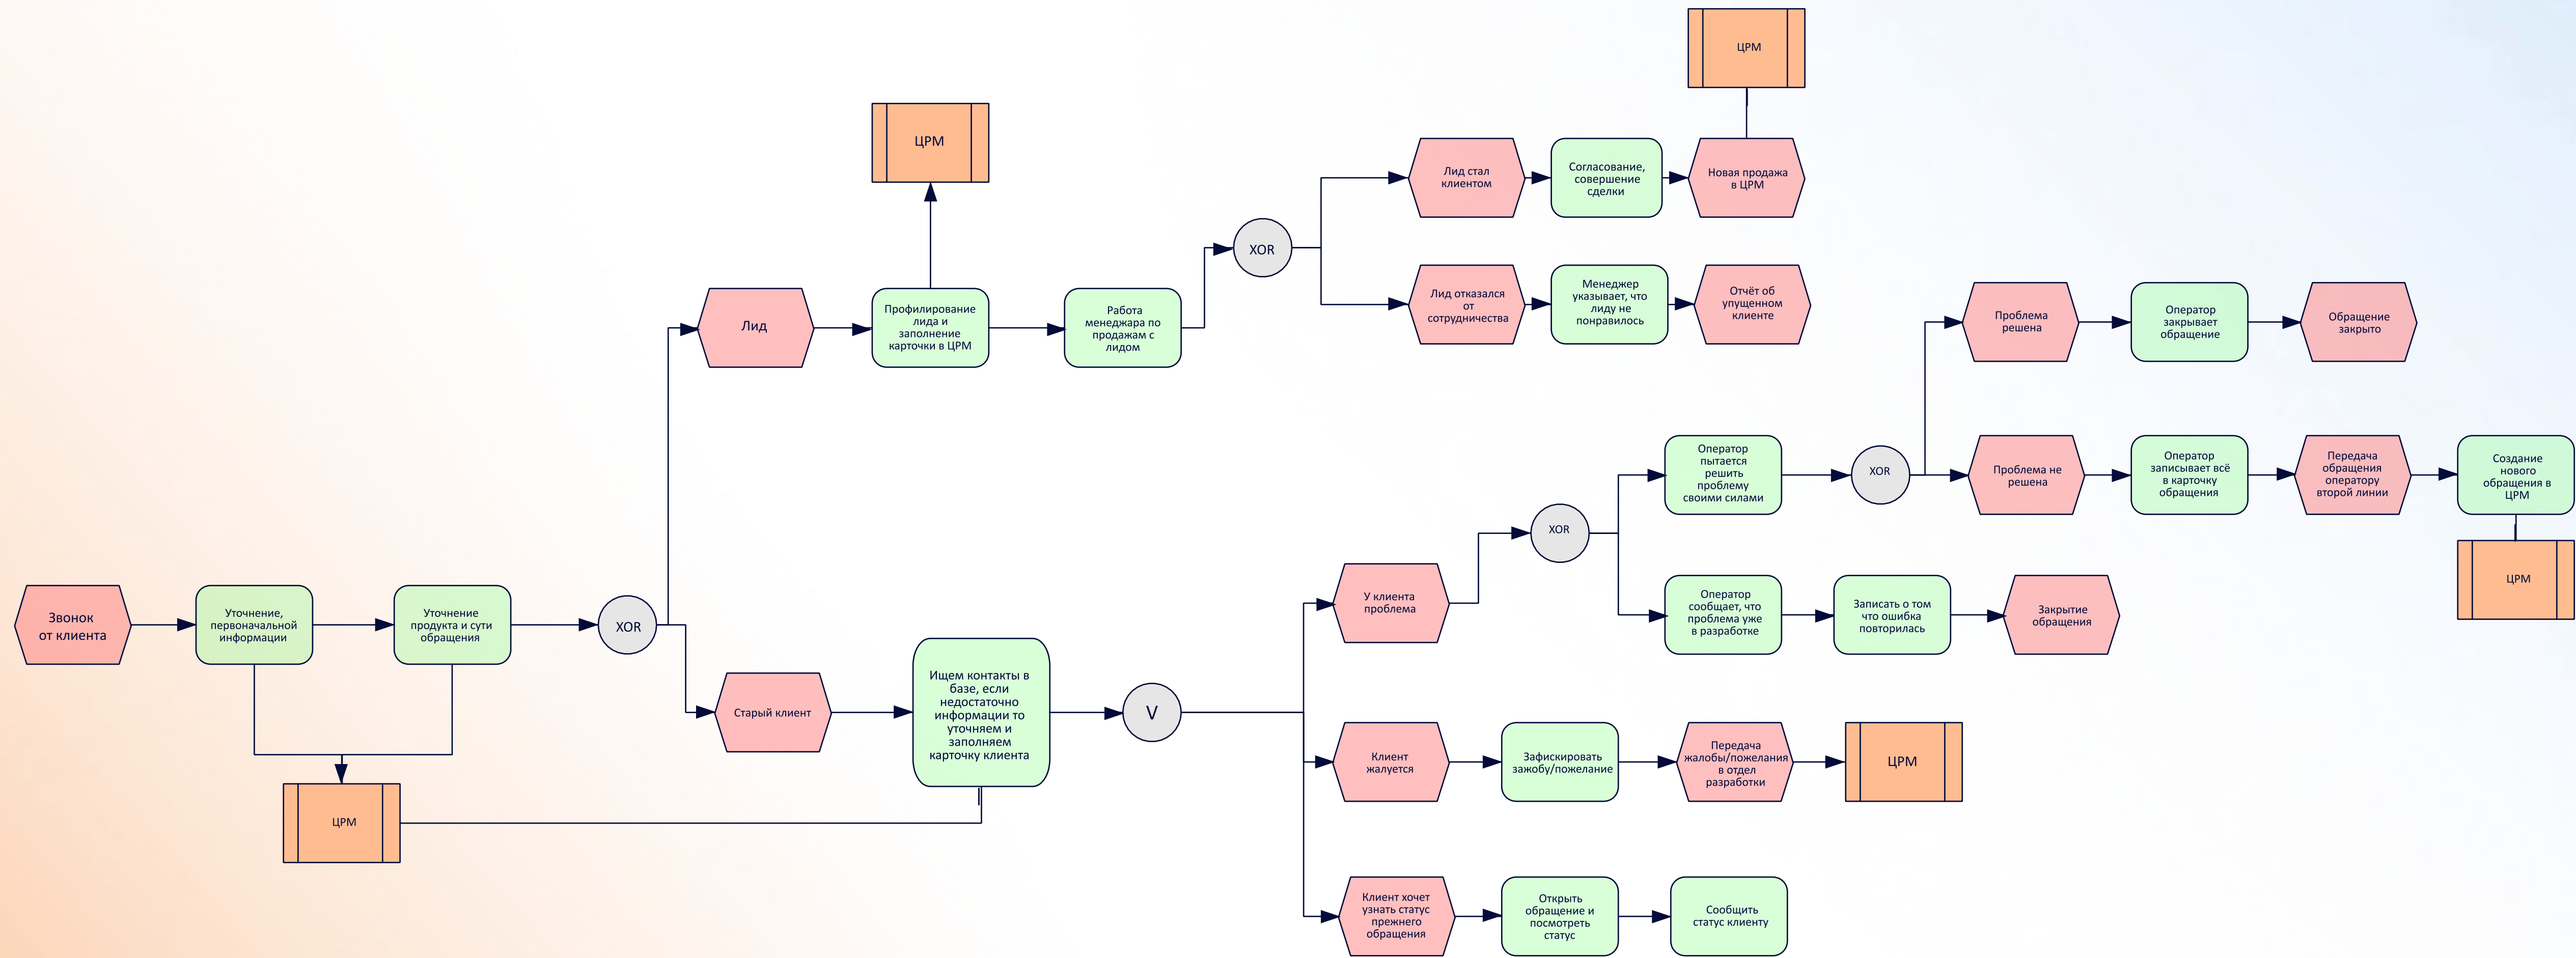 ЦРМ
ЦРМ
Лид стал
клиентом
Согласование,
совершение
сделки
Новая продажа
в ЦРМ
XOR
Лид
Профилирование
лида и
заполнение
карточки в ЦРМ
Работа
менеджара по
продажам с
лидом
Лид отказался
от
сотрудничества
Менеджер
указывает, что
лиду не
понравилось
Отчёт об
упущенном
клиенте
Проблема
решена
Оператор
закрывает
обращение
Обращение
закрыто
Оператор
пытается
решить
проблему
своими силами
XOR
Проблема не
решена
Оператор
записывает всё
в карточку
обращения
Передача
обращения
оператору
второй линии
Создание
нового
обращения в
ЦРМ
XOR
ЦРМ
Звонок
от клиента
Уточнение,
первоначальной
информации
Уточнение
продукта и сути
обращения
XOR
У клиента
проблема
Оператор
сообщает, что
проблема уже
в разработке
Записать о том
что ошибка
повторилась
Закрытие
обращения
Старый клиент
Ищем контакты в
базе, если
недостаточно
информации то
уточняем и
заполняем
карточку клиента
V
Клиент
жалуется
Зафискировать
зажобу/пожелание
Передача
жалобы/пожелания
в отдел
разработки
ЦРМ
ЦРМ
Клиент хочет
узнать статус
прежнего
обращения
Открыть
обращение и
посмотреть
статус
Сообщить
статус клиенту